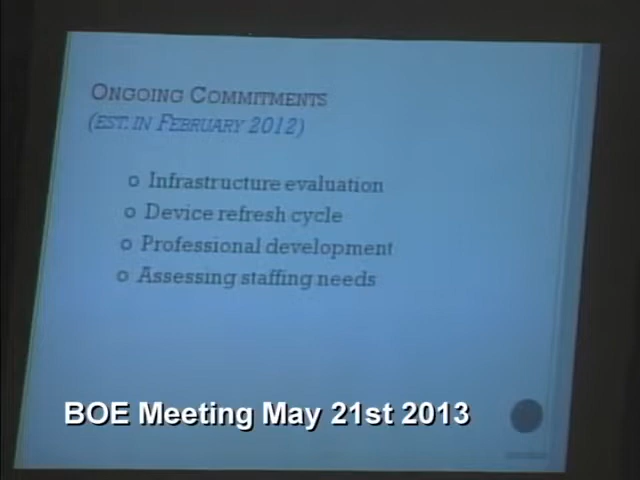 ONGOING COMMITMENTS
(EST. IN FEBRUARY 2012)
o Infrastructure evaluation
o Device refresh cycle
o Professional development
o Assessing staffing needs
BOE Meeting May 21st 2013